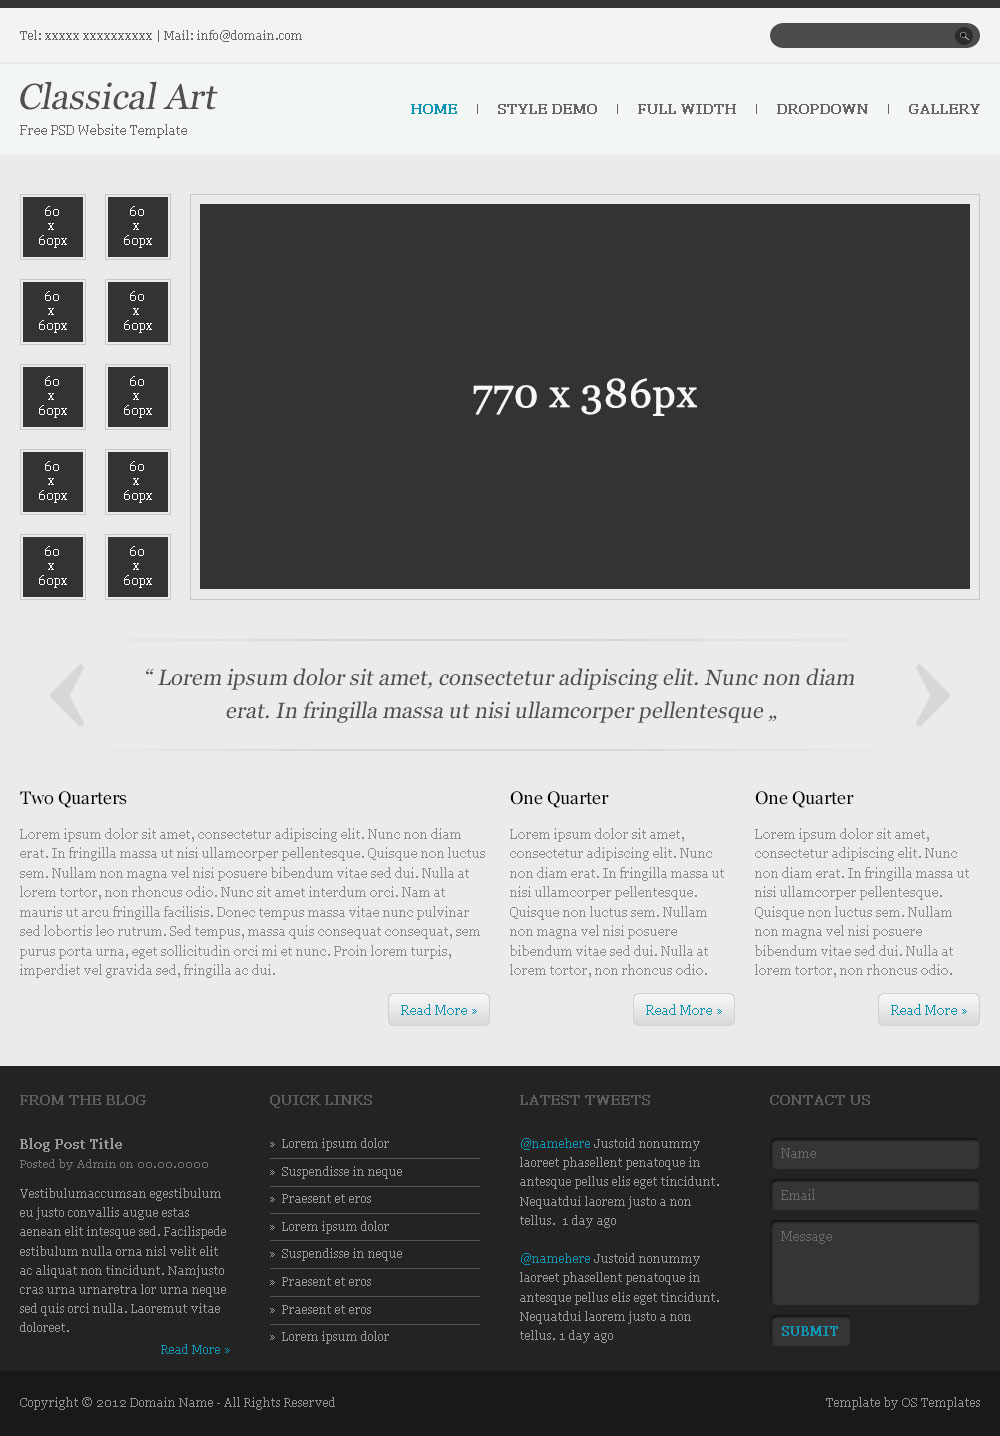 Tel: xxxxx xxxxxxxxxx | Mail: info@domain.com
Classical Art
Free PSD Website Template
HOME | STYLE DEMO | FULL WIDTH | DROPDOWN | GALLERY
60
x
60px
60
x
60px
60
x
60px
60
x
60px
60
x
60px
60
x
60px
60
x
60px
60
x
60px
60
x
60px
60
x
60px
770 x 386px
“ Lorem ipsum dolor sit amet, consectetur adipiscing elit. Nunc non diam
erat. In fringilla massa ut nisi ullamcorper pellentesque „
Two Quarters
Lorem ipsum dolor sit amet, consectetur adipiscing elit. Nunc non diam
erat. In fringilla massa ut nisi ullamcorper pellentesque. Quisque non luctus
sem. Nullam non magna vel nisi posuere bibendum vitae sed dui. Nulla at
lorem tortor, non rhoncus odio. Nunc sit amet interdum orci. Nam at
mauris ut arcu fringilla facilisis. Donec tempus massa vitae nunc pulvinar
sed lobortis leo rutrum. Sed tempus, massa quis consequat consequat, sem
purus porta urna, eget sollicitudin orci mi et nunc. Proin lorem turpis,
imperdiet vel gravida sed, fringilla ac dui.
Read More »
One Quarter
Lorem ipsum dolor sit amet,
consectetur adipiscing elit. Nunc
non diam erat. In fringilla massa ut
nisi ullamcorper pellentesque.
Quisque non luctus sem. Nullam
non magna vel nisi posuere
bibendum vitae sed dui. Nulla at
lorem tortor, non rhoncus odio.
Read More »
One Quarter
Lorem ipsum dolor sit amet,
consectetur adipiscing elit. Nunc
non diam erat. In fringilla massa ut
nisi ullamcorper pellentesque.
Quisque non luctus sem. Nullam
non magna vel nisi posuere
bibendum vitae sed dui. Nulla at
lorem tortor, non rhoncus odio.
Read More »
FROM THE BLOG
Blog Post Title
Posted by Admin on 00.00.0000
Vestibulumaccumsan egestibulum
eu justo convallis augue estas
aenean elit intesque sed. Facilispede
estibulum nulla orna nisl velit elit
ac aliquat non tincidunt. Namjusto
cras urna urnaretra lor urna neque
sed quis orci nulla. Laoremut vitae
doloreet.
Read More »
QUICK LINKS
» Lorem ipsum dolor
» Suspendisse in neque
» Praesent et eros
» Lorem ipsum dolor
» Suspendisse in neque
» Praesent et eros
» Praesent et eros
» Lorem ipsum dolor
LATEST TWEETS
@namehere Justoid nonummy
laoreet phasellent penatoque in
antesque pellus elis eget tincidunt.
Nequatdui laorem justo a non
tellus. 1 day ago
@namehere Justoid nonummy
laoreet phasellent penatoque in
antesque pellus elis eget tincidunt.
Nequatdui laorem justo a non
tellus. 1 day ago
CONTACT US
Name
Email
Message
SUBMIT
Copyright © 2012 Domain Name - All Rights Reserved
Template by OS Templates